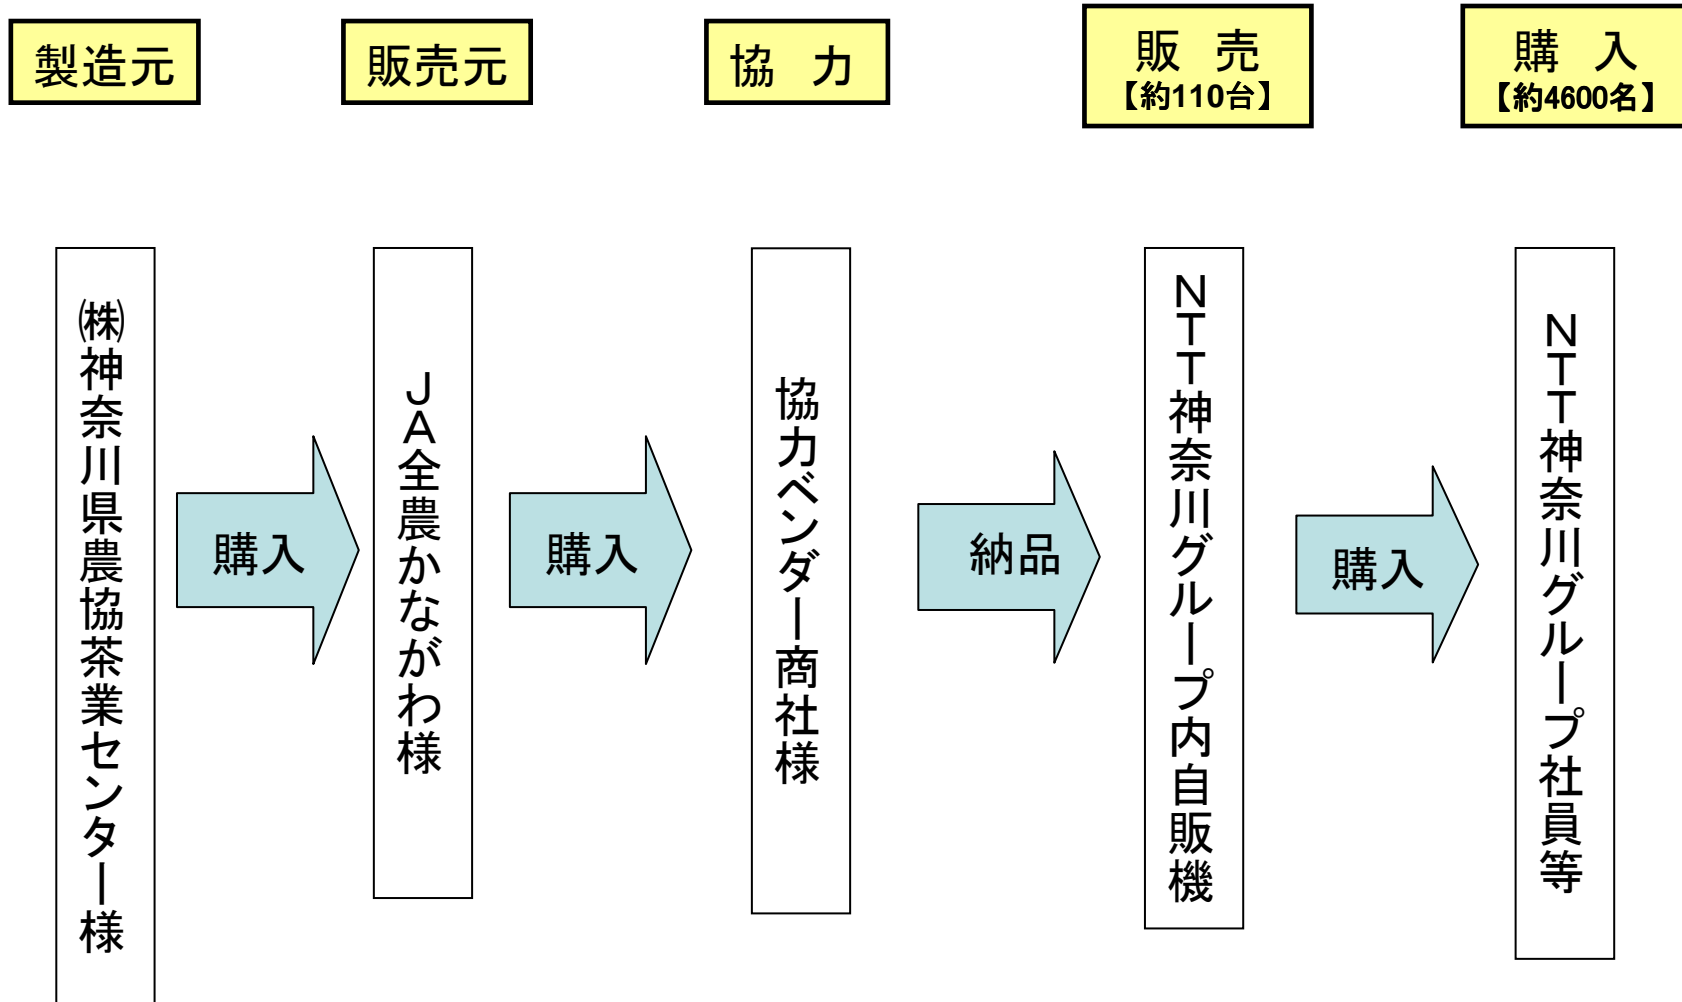 製造元
販売元
協　力
販　売
【約110台】
購　入
【約4600名】
㈱神奈川県農協茶業センター様
購入
ＪＡ全農かながわ様
購入
協力ベンダー商社様
納品
ＮＴＴ神奈川グループ内自販機
購入
ＮＴＴ神奈川グループ社員等